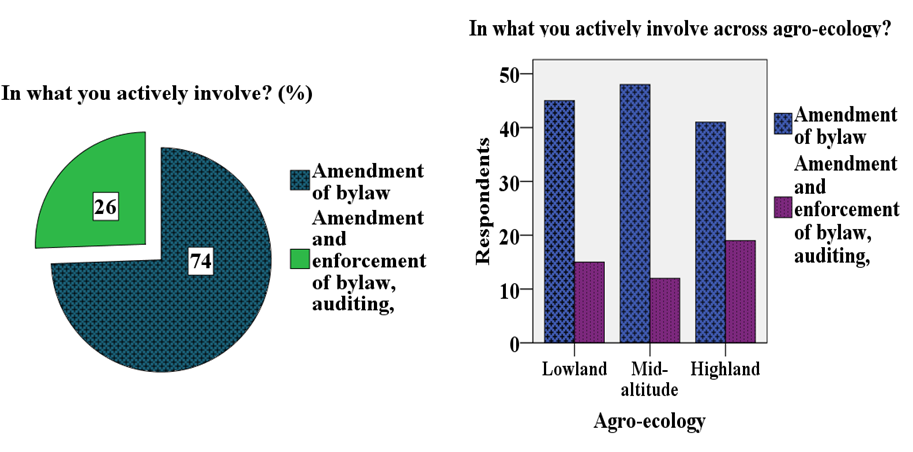 In what you actively involve? (%)
26
74
Amendment
of bylaw
Amendment
and
enforcement
of bylaw,
auditing,
In what you actively involve across agro-ecology?
Respondents
50
40
30
20
10
0
Lowland
Mid-
altitude
Highland
Agro-ecology
Amendment
of bylaw
Amendment
and
enforcement
of bylaw,
auditing,